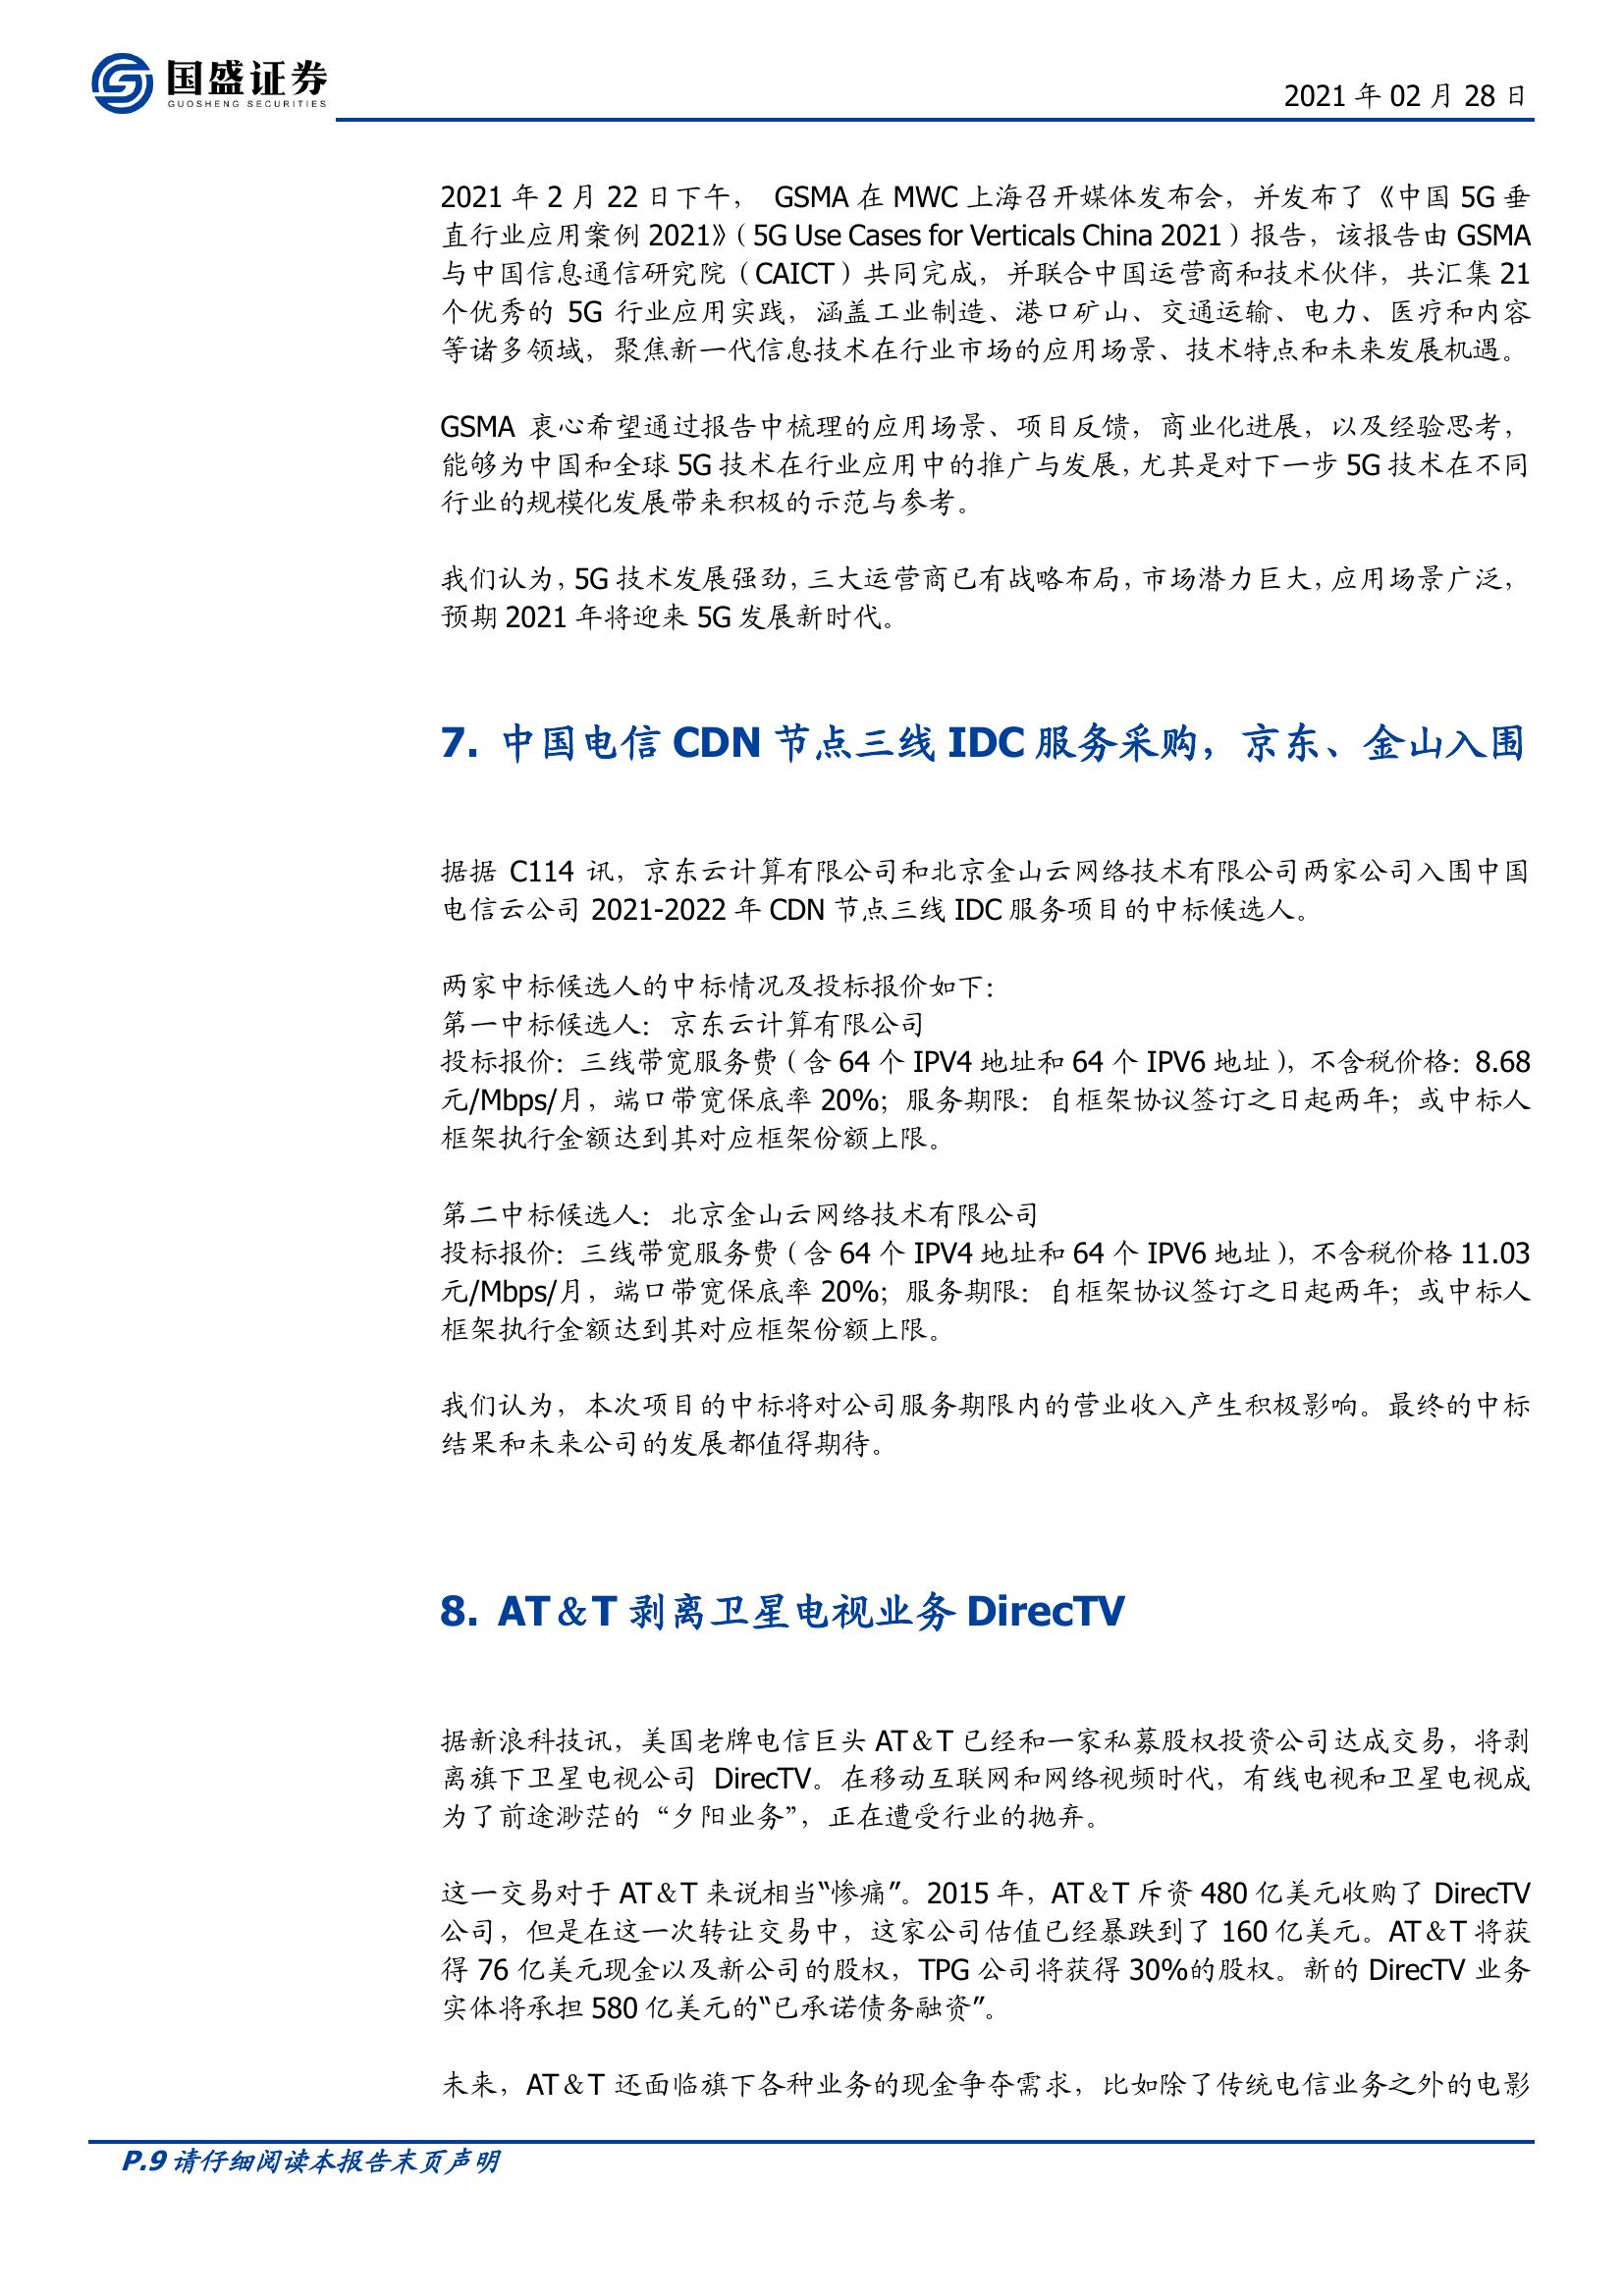 国盛证券
GUOSHENG SECURITIES
2021 年 02 月 28 日
2021 年 2 月 22 日下午， GSMA 在 MWC 上海召开媒体发布会，并发布了《中国 5G 垂
直行业应用案例 2021》（5G Use Cases for Verticals China 2021）报告，该报告由 GSMA
与中国信息通信研究院（CAICT）共同完成，并联合中国运营商和技术伙伴，共汇集 21
个优秀的 5G 行业应用实践，涵盖工业制造、港口矿山、交通运输、电力、医疗和内容
等诸多领域，聚焦新一代信息技术在行业市场的应用场景、技术特点和未来发展机遇。
GSMA 衷心希望通过报告中梳理的应用场景、项目反馈，商业化进展，以及经验思考，
能够为中国和全球 5G 技术在行业应用中的推广与发展，尤其是对下一步 5G 技术在不同
行业的规模化发展带来积极的示范与参考。
我们认为，5G 技术发展强劲，三大运营商已有战略布局，市场潜力巨大，应用场景广泛，
预期 2021 年将迎来 5G 发展新时代。
7. 中国电信 CDN 节点三线 IDC 服务采购，京东、金山入围
据据 C114 讯，京东云计算有限公司和北京金山云网络技术有限公司两家公司入围中国
电信云公司 2021-2022 年 CDN 节点三线 IDC 服务项目的中标候选人。
两家中标候选人的中标情况及投标报价如下：
第一中标候选人：京东云计算有限公司
投标报价：三线带宽服务费（含 64 个 IPV4 地址和 64 个 IPV6 地址），不含税价格：8.68
元/Mbps/月，端口带宽保底率 20%；服务期限：自框架协议签订之日起两年；或中标人
框架执行金额达到其对应框架份额上限。
第二中标候选人：北京金山云网络技术有限公司
投标报价：三线带宽服务费（含 64 个 IPV4 地址和 64 个 IPV6 地址），不含税价格 11.03
元/Mbps/月，端口带宽保底率 20%；服务期限：自框架协议签订之日起两年；或中标人
框架执行金额达到其对应框架份额上限。
我们认为，本次项目的中标将对公司服务期限内的营业收入产生积极影响。最终的中标
结果和未来公司的发展都值得期待。
8. AT＆T 剥离卫星电视业务 DirecTV
据新浪科技讯，美国老牌电信巨头 AT＆T 已经和一家私募股权投资公司达成交易，将剥
离旗下卫星电视公司 DirecTV。在移动互联网和网络视频时代，有线电视和卫星电视成
为了前途渺茫的“夕阳业务”，正在遭受行业的抛弃。
这一交易对于 AT＆T 来说相当“惨痛”。2015 年，AT＆T 斥资 480 亿美元收购了 DirecTV
公司，但是在这一次转让交易中，这家公司估值已经暴跌到了 160 亿美元。AT＆T 将获
得 76 亿美元现金以及新公司的股权，TPG 公司将获得 30%的股权。新的 DirecTV 业务
实体将承担 580 亿美元的“已承诺债务融资”。
未来，AT＆T 还面临旗下各种业务的现金争夺需求，比如除了传统电信业务之外的电影
P.9 请仔细阅读本报告末页声明